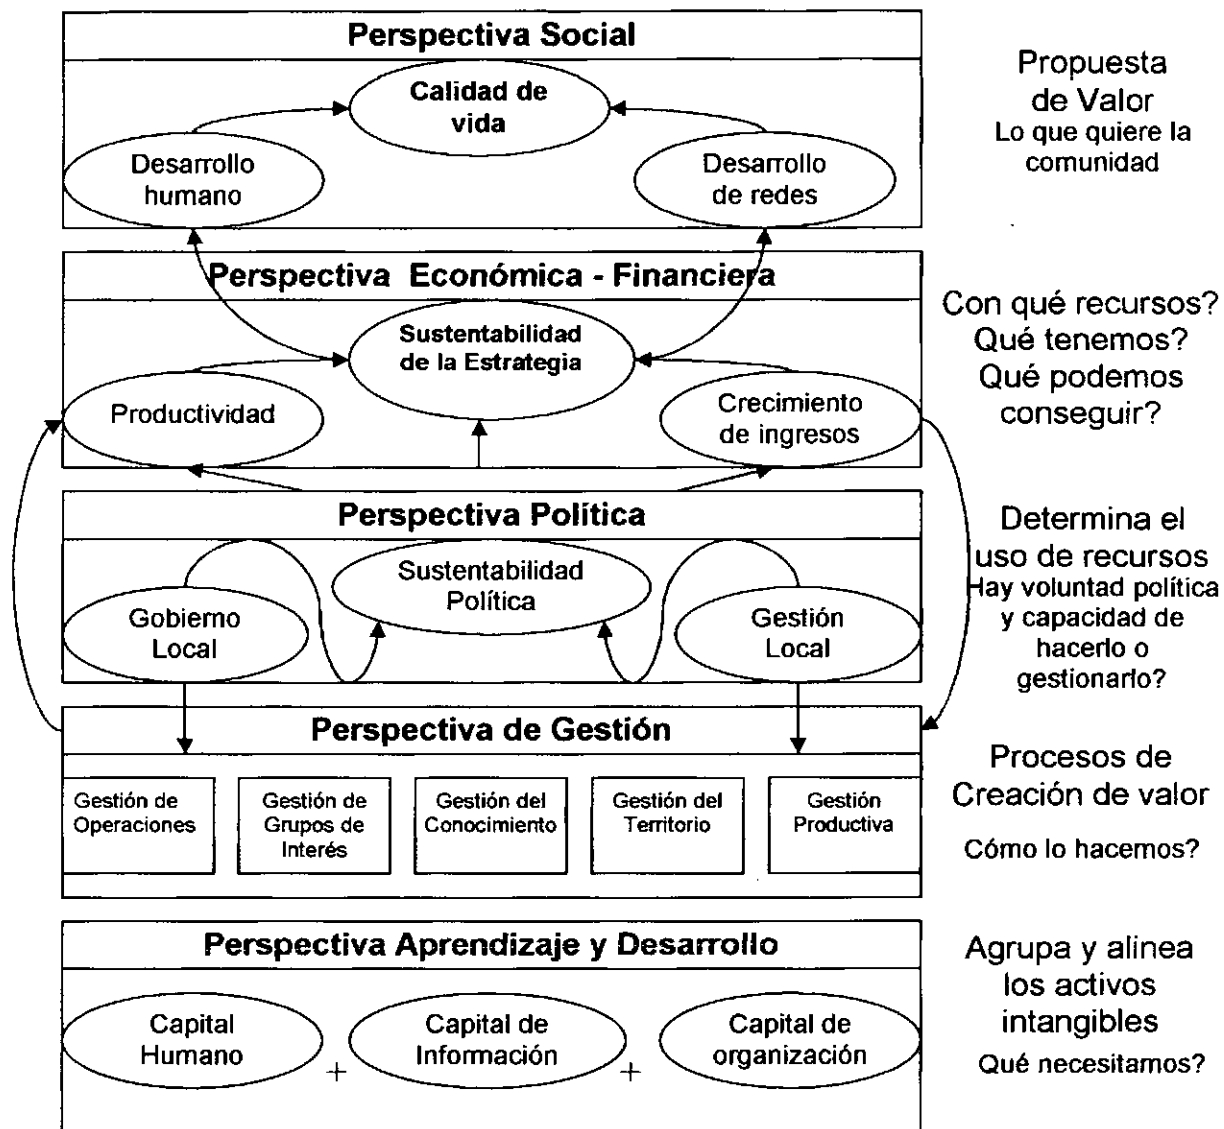 Perspectiva Social
Calidad de
vida
Desarrollo
humano
Desarrollo
de redes
Propuesta
de Valor
Lo que quiere la
comunidad
Perspectiva Económica - Financiera
Sustentabilidad
de la Estrategia
Productividad
Crecimiento
de ingresos
Con qué recursos?
Qué tenemos?
Qué podemos
conseguir?
Perspectiva Política
Sustentabilidad
Política
Gobierno
Local
Gestión
Local
Determina el
uso de recursos
Hay voluntad política
y capacidad de
hacerlo o
gestionarlo?
Perspectiva de Gestión
Gestión de
Operaciones
Gestión de
Grupos de
Interés
Gestión del
Conocimiento
Gestión del
Territorio
Gestión
Productiva
Procesos de
Creación de valor
Cómo lo hacemos?
Perspectiva Aprendizaje y Desarrollo
Capital
Humano
+
Capital de
Información
+
Capital de
organización
Agrupa y alinea
los activos
intangibles
Qué necesitamos?